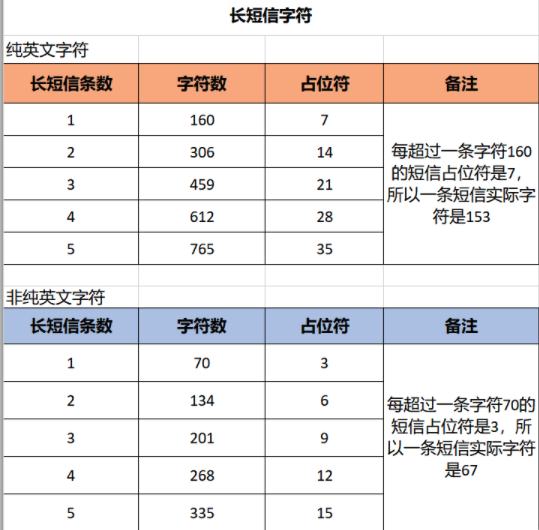 长短信字符
纯英文字符
长短信条数 字符数 占位符 备注
1 160 7
2 306 14
3 459 21
4 612 28
5 765 35
每超过一条字符160
的短信占位符是7，
所以一条短信实际字
符是153
非纯英文字符
长短信条数 字符数 占位符 备注
1 70 3
2 134 6
3 201 9
4 268 12
5 335 15
每超过一条字符70的
短信占位符是3，所
以一条短信实际字符
是67